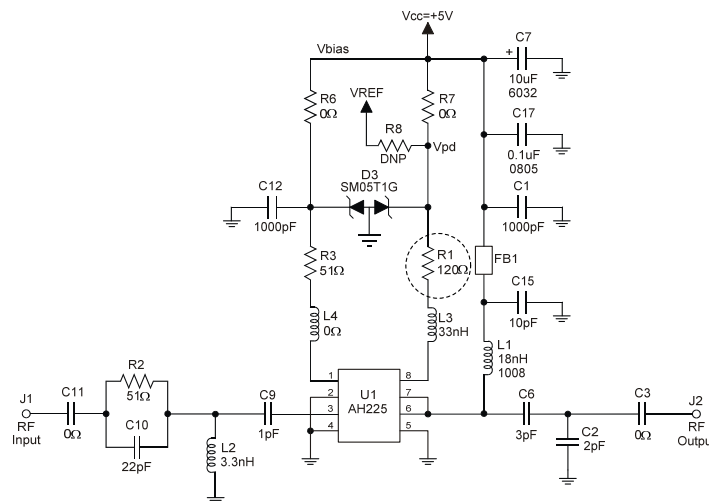 Vcc=+5V
Vbias
C7
+
10uF
6032
R6
0Ω
VREF
R7
0Ω
R8
DNP
Vpd
C17
0.1uF
0805
D3
SM05T1G
C12
1000pF
C1
1000pF
R3
51Ω
R1
120Ω
FB1
C15
10pF
L4
0Ω
L3
33nH
L1
18nH
1008
R2
51Ω
J1
RF
Input
C11
0Ω
C10
22pF
L2
3.3nH
C9
1pF
1
2
3
4
U1
AH225
8
7
6
5
C6
3pF
C2
2pF
C3
0Ω
J2
RF
Output